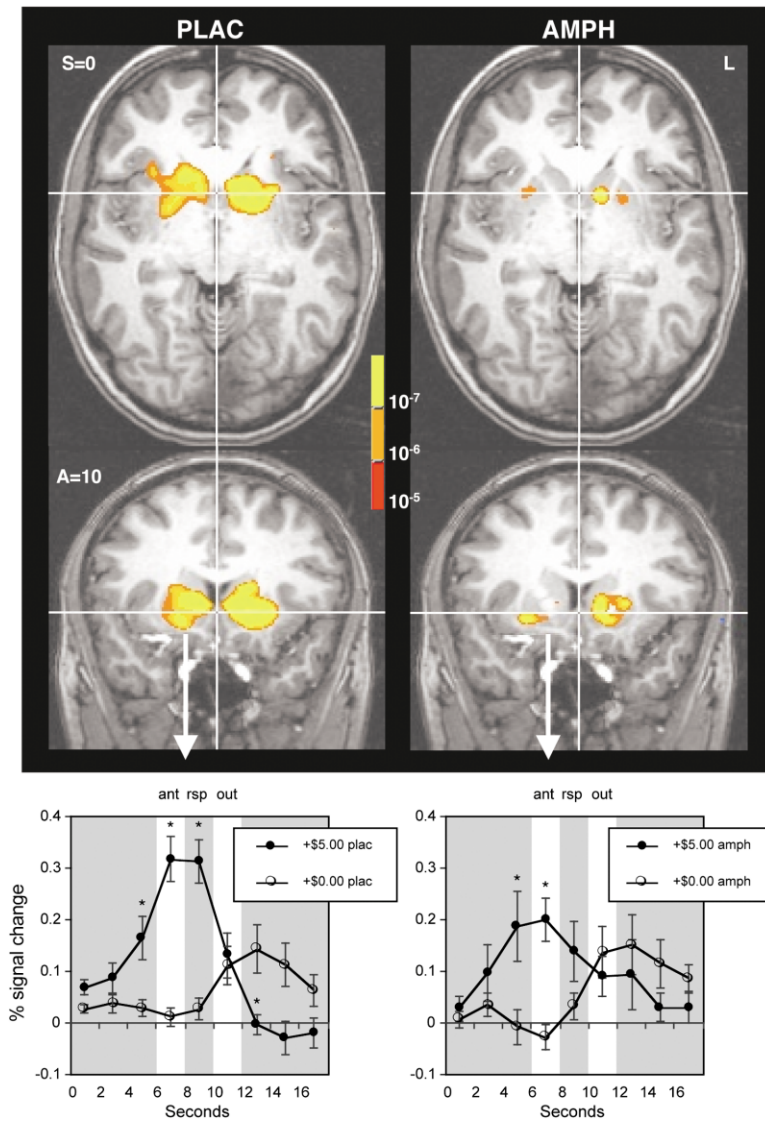 PLAC AMPH
S=0 L
10-7
10-6
10-5
A=10
ant rsp out
0.4
0.3
0.2
0.1
0
-0.1
% signal change
* * * *
+$5.00 plac
+$0.00 plac
0 2 4 6 8 10 12 14 16
Seconds
ant rsp out
0.4
0.3
0.2
0.1
0
-0.1
* *
+$5.00 amph
+$0.00 amph
0 2 4 6 8 10 12 14 16
Seconds